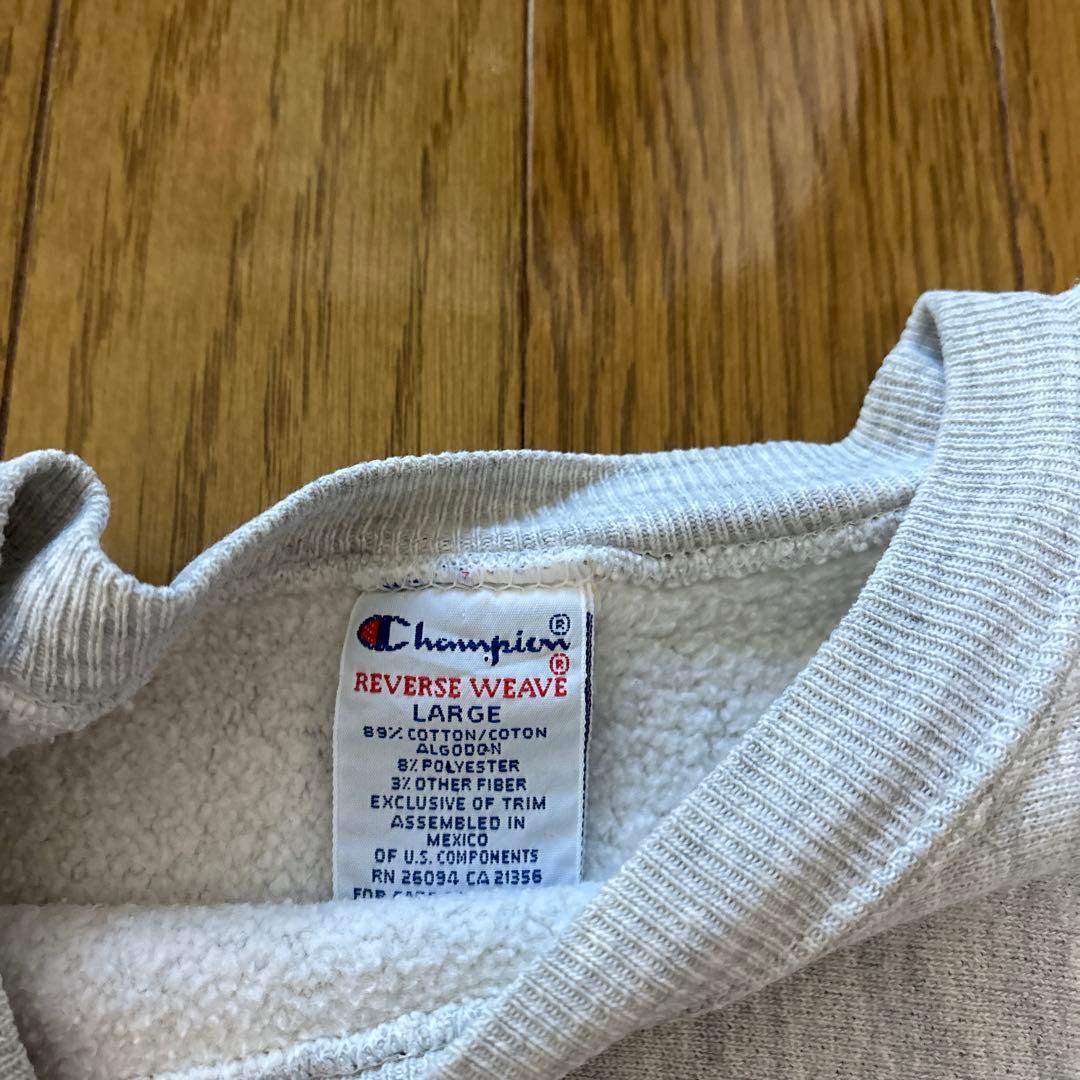 Champion®
REVERSE WEAVE®
LARGE
89% COTTON/COTON
ALGODON
8% POLYESTER
3% OTHER FIBER
EXCLUSIVE OF TRIM
ASSEMBLED IN
MEXICO
OF U.S. COMPONENTS
RN 26094 CA 21356
FOR